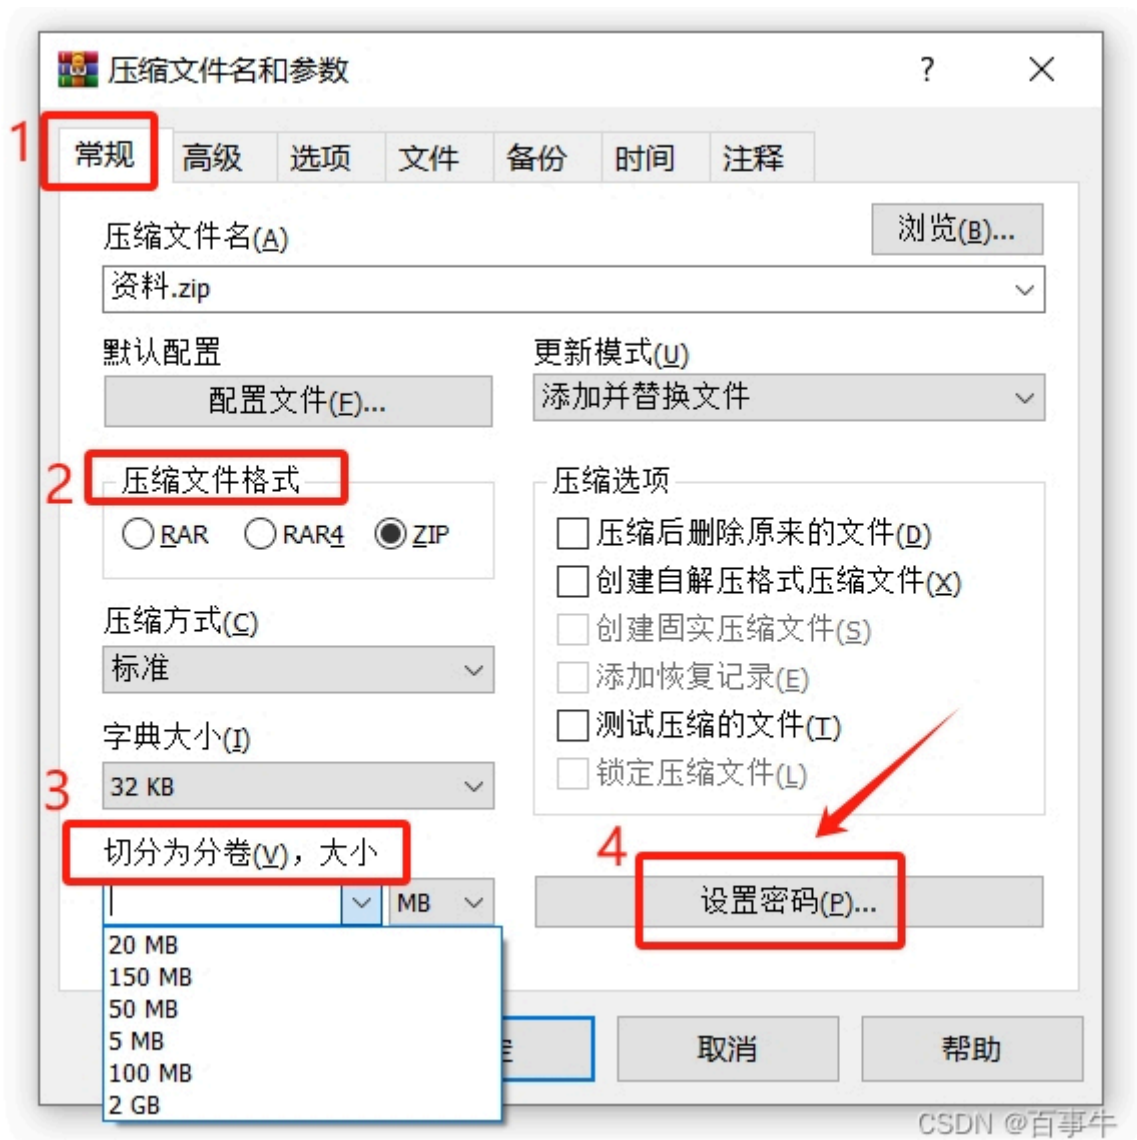 压缩文件名和参数 ?
1 常规 高级 选项 文件 备份 时间 注释
压缩文件名(A)
浏览(B)...
资料.zip
默认配置
更新模式(U)
配置文件(F)...
添加并替换文件
2 压缩文件格式
RAR RAR4 ZIP
压缩选项
压缩后删除原来的文件(D)
创建自解压格式压缩文件(X)
创建固实压缩文件(S)
添加恢复记录(E)
测试压缩的文件(T)
锁定压缩文件(L)
压缩方式(C)
标准
字典大小(I)
32 KB
3
切分为分卷(V)，大小
MB
20 MB
150 MB
50 MB
5 MB
100 MB
2 GB
4
设置密码(P)...
取消
帮助
CSDN @百事牛